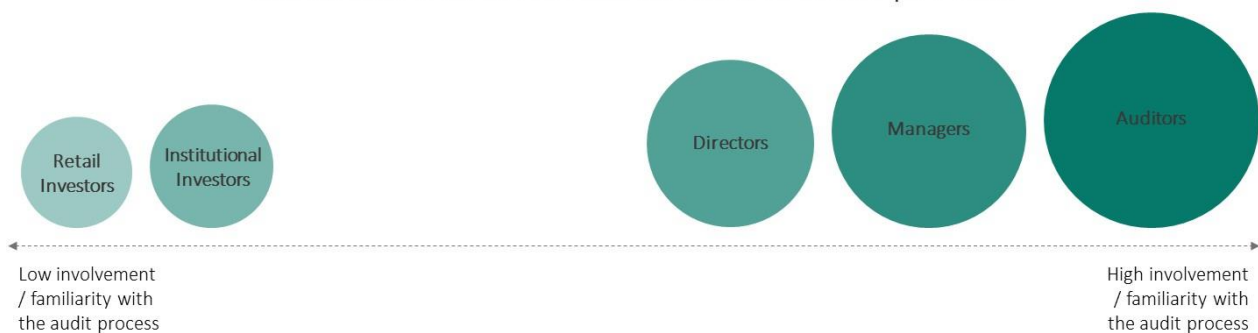 Retail
Investors
Institutional
Investors
Directors
Managers
Auditors
Low involvement
/ familiarity with
the audit process
High involvement
/ familiarity with
the audit process